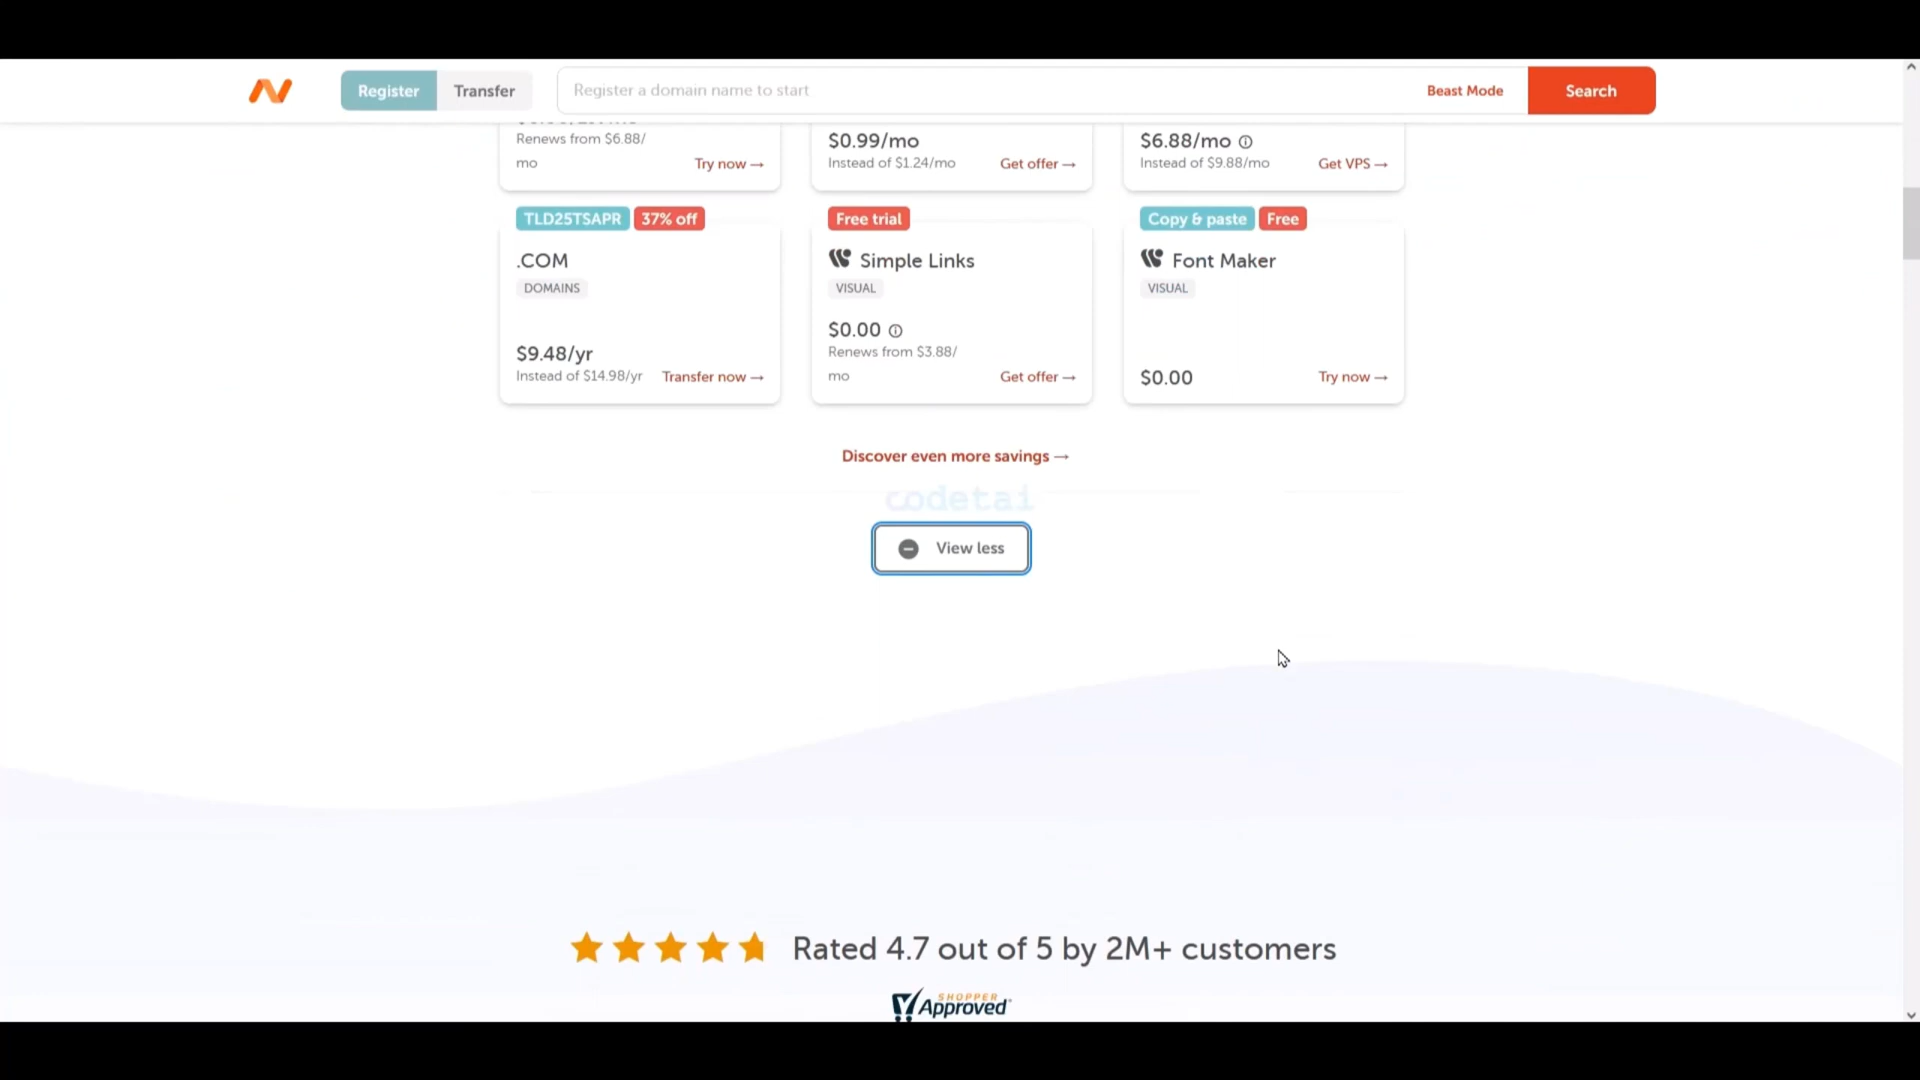 Register
Transfer
Register a domain name to start
Beast Mode
Search
Renews from $6.88/
mo
Try now →
$0.99/mo
Instead of $1.24/mo
Get offer →
$6.88/mo
Instead of $9.88/mo
Get VPS →
TLD25TSAPR
37% off
.COM
DOMAINS
$9.48/yr
Instead of $14.98/yr
Transfer now →
Free trial
Simple Links
VISUAL
$0.00
Renews from $3.88/
mo
Get offer →
Copy & paste
Free
Font Maker
VISUAL
$0.00
Try now →
Discover even more savings →
codetai
View less
Rated 4.7 out of 5 by 2M+ customers
SHOPPER
Approved